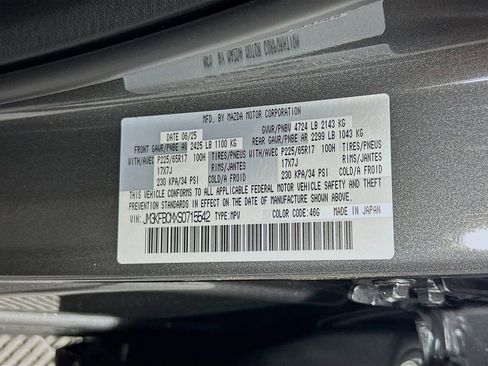 MFD. BY MAZDA MOTOR CORPORATION
DATE 06/25 GVWR/PNBV 4724 LB 2143 KG
FRONT GAWR/PNBE AV 2425 LB 1100 KG REAR GAWR/PNBE AR 2299 LB 1043 KG
WITH/AVEC P225/65R17 100H TIRES/PNEUS WITH/AVEC P225/65R17 100H TIRES/PNEUS
17X7J RIMS/JANTES 17X7J RIMS/JANTES
230 KPA/34 PSI COLD/A FROID 230 KPA/34 PSI COLD/A FROID
THIS VEHICLE CONFORMS TO ALL APPLICABLE FEDERAL MOTOR VEHICLE SAFETY, BUMPER, AND THEFT
PREVENTION STANDARDS IN EFFECT ON THE DATE OF MANUFACTURE SHOWN ABOVE.
VIN: JM3KFBCMXS0715542 TYPE: MPV COLOR CODE: 46G MADE IN JAPAN